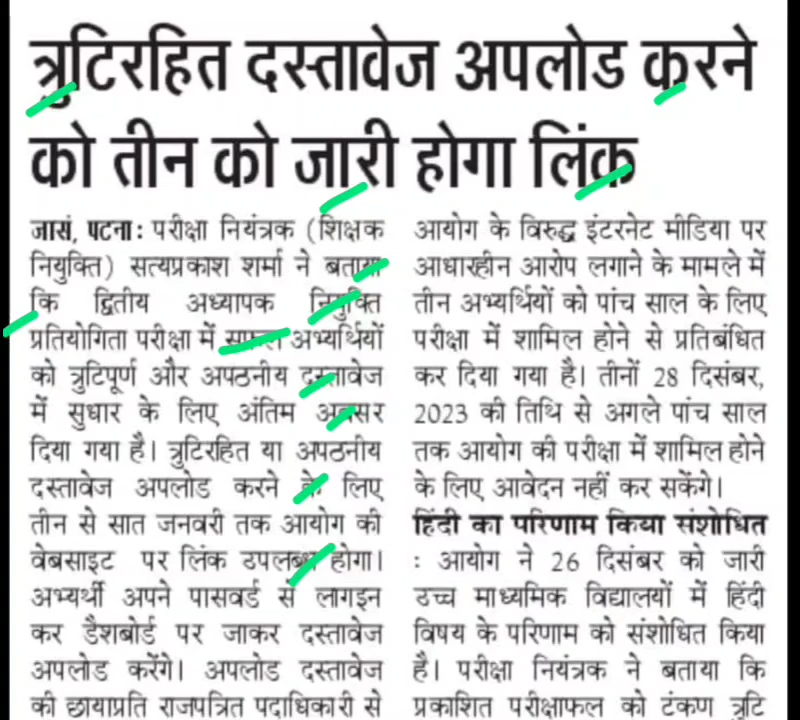 त्रुटिरहित दस्तावेज अपलोड करने
को तीन को जारी होगा लिंक
जासं, पटना: परीक्षा नियंत्रक (शिक्षक
नियुक्ति) सत्यप्रकाश शर्मा ने बताया
कि द्वितीय अध्यापक नियुक्ति
प्रतियोगिता परीक्षा में सफल अभ्यर्थियों
को त्रुटिपूर्ण और अपठनीय दस्तावेज
में सुधार के लिए अंतिम अवसर
दिया गया है। त्रुटिरहित या अपठनीय
दस्तावेज अपलोड करने के लिए
तीन से सात जनवरी तक आयोग की
वेबसाइट पर लिंक उपलब्ध होगा।
अभ्यर्थी अपने पासवर्ड से लागइन
कर डैशबोर्ड पर जाकर दस्तावेज
अपलोड करेंगे। अपलोड दस्तावेज
की छायाप्रति राजपत्रित पदाधिकारी से
आयोग के विरुद्ध इंटरनेट मीडिया पर
आधारहीन आरोप लगाने के मामले में
तीन अभ्यर्थियों को पांच साल के लिए
परीक्षा में शामिल होने से प्रतिबंधित
कर दिया गया है। तीनों 28 दिसंबर,
2023 की तिथि से अगले पांच साल
तक आयोग की परीक्षा में शामिल होने
के लिए आवेदन नहीं कर सकेंगे।
हिंदी का परिणाम किया संशोधित
: आयोग ने 26 दिसंबर को जारी
उच्च माध्यमिक विद्यालयों में हिंदी
विषय के परिणाम को संशोधित किया
है। परीक्षा नियंत्रक ने बताया कि
प्रकाशित परीक्षाफल को टंकण त्रुटि